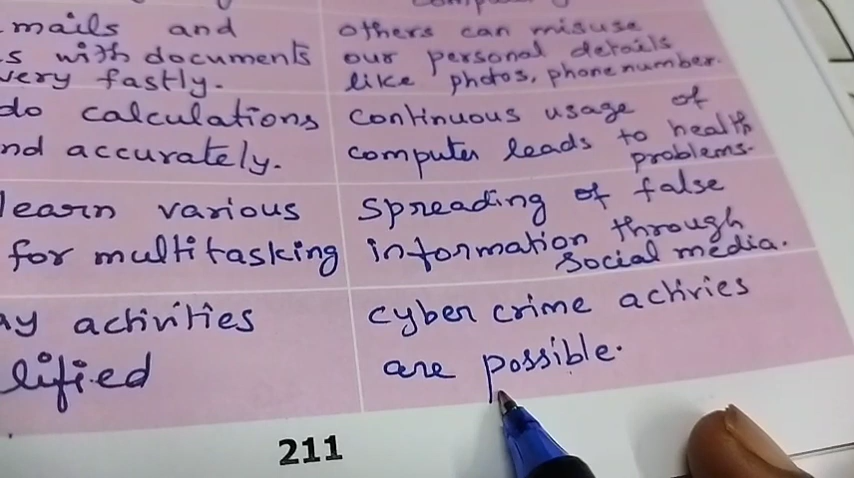 mails and
s with documents
very fastly.
do calculations
nd accurately.
learn various
for multitasking
ay activities
lified
others can misuse
our personal details
like photos, phone number.
continuous usage of
computer leads to health
problems.
spreading of false
information through
social media.
cyber crime activies
are possible.
211